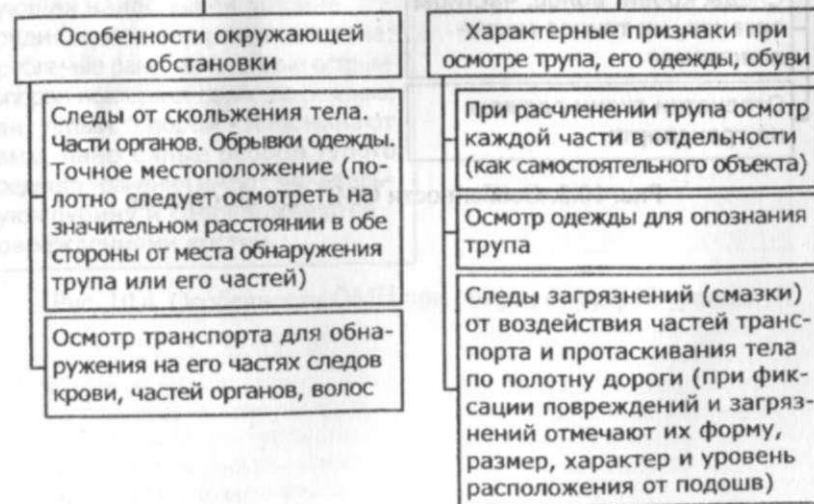 Особенности окружающей
обстановки
Следы от скольжения тела.
Части органов. Обрывки одежды.
Точное местоположение (по-
лотно следует осмотреть на
значительном расстоянии в обе
стороны от места обнаружения
трупа или его частей)
Осмотр транспорта для обна-
ружения на его частях следов
крови, частей органов, волос
Характерные признаки при
осмотре трупа, его одежды, обуви
При расчленении трупа осмотр
каждой части в отдельности
(как самостоятельного объекта)
Осмотр одежды для опознания
трупа
Следы загрязнений (смазки)
от воздействия частей транс-
порта и протаскивания тела
по полотну дороги (при фик-
сации повреждений и загряз-
нений отмечают их форму,
размер, характер и уровень
расположения от подошв)